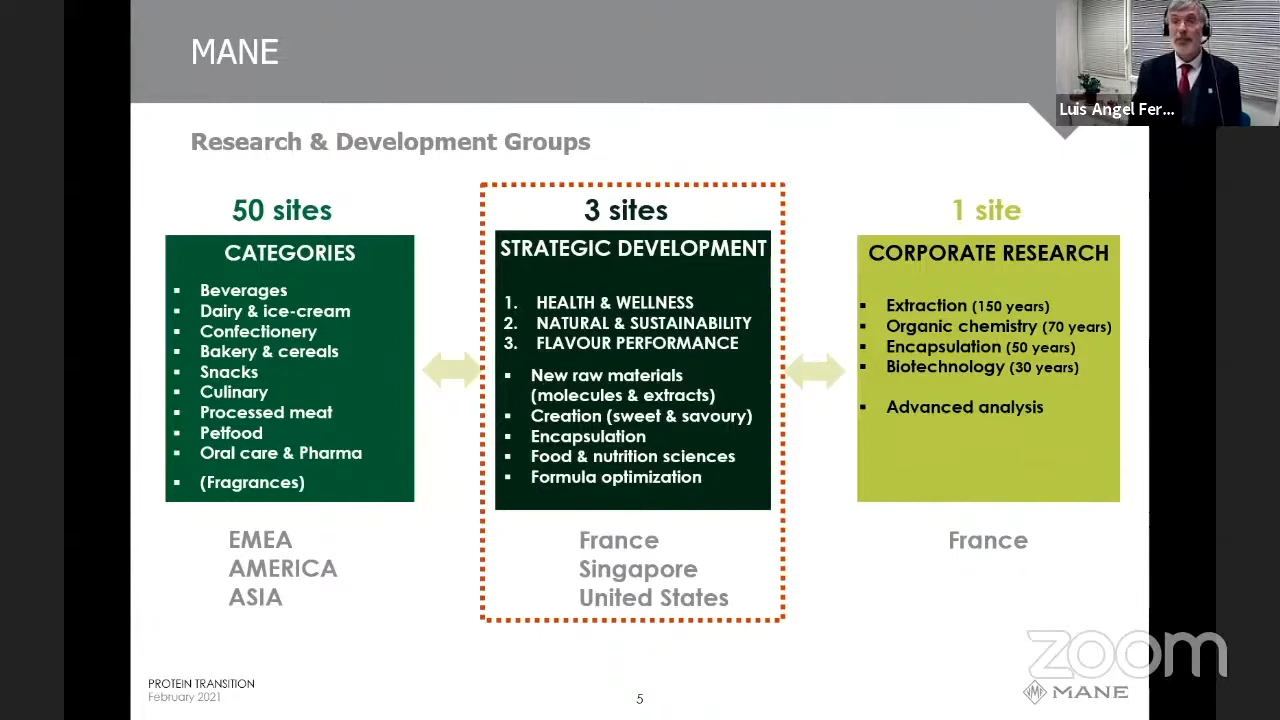 MANE
Luis Angel Fer...
Research & Development Groups
50 sites
CATEGORIES
▪ Beverages
▪ Dairy & ice-cream
▪ Confectionery
▪ Bakery & cereals
▪ Snacks
▪ Culinary
▪ Processed meat
▪ Petfood
▪ Oral care & Pharma
▪ (Fragrances)
EMEA
AMERICA
ASIA
3 sites
STRATEGIC DEVELOPMENT
1. HEALTH & WELLNESS
2. NATURAL & SUSTAINABILITY
3. FLAVOUR PERFORMANCE
▪ New raw materials
(molecules & extracts)
▪ Creation (sweet & savoury)
▪ Encapsulation
▪ Food & nutrition sciences
▪ Formula optimization
France
Singapore
United States
1 site
CORPORATE RESEARCH
▪ Extraction (150 years)
▪ Organic chemistry (70 years)
▪ Encapsulation (50 years)
▪ Biotechnology (30 years)
▪ Advanced analysis
France
PROTEIN TRANSITION
February 2021
5
zoom
MANE